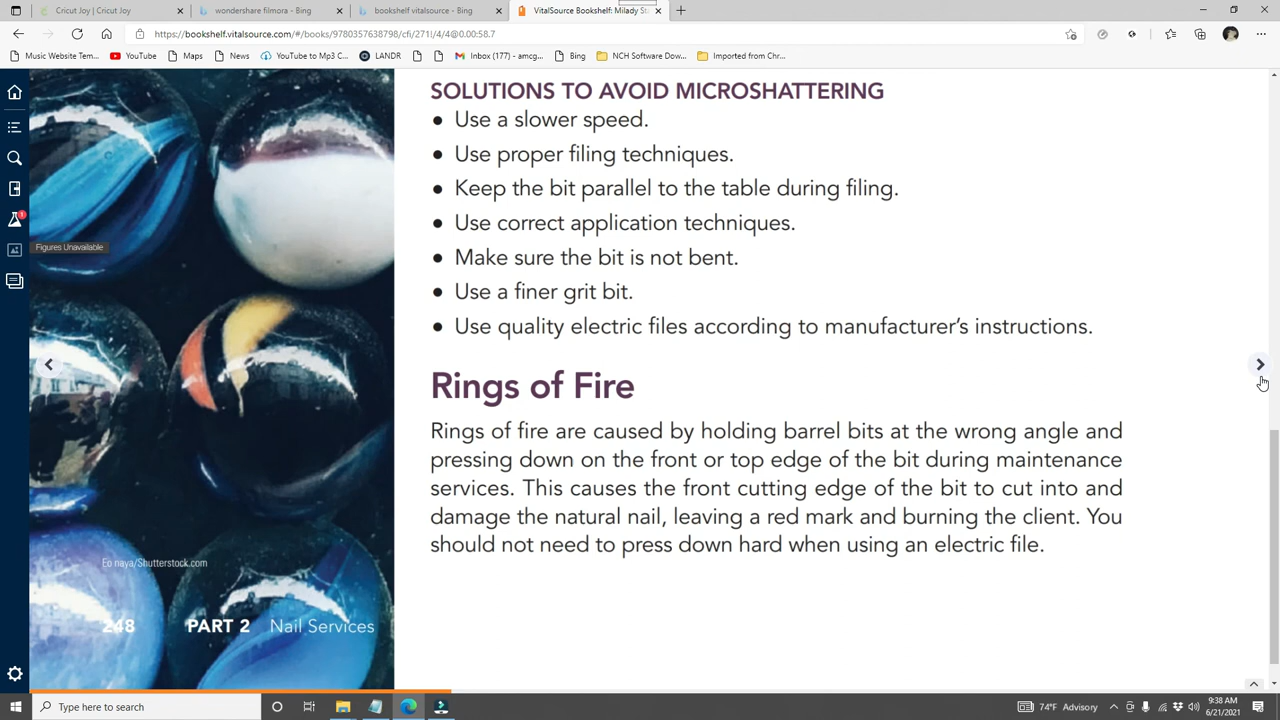 Cricut Joy | Cricut Joy
wondershare filmora - Bing
bookshelf vitalsource - Bing
VitalSource Bookshelf: Milady St
https://bookshelf.vitalsource.com/#/books/9780357638798/cfi/271!/4/4@0.00:58.7
Music Website Tem...
YouTube
Maps
News
YouTube to Mp3 C...
LANDR
Inbox (177) - amcg...
Bing
NCH Software Dow...
Imported from Chr...
SOLUTIONS TO AVOID MICROSHATTERING
● Use a slower speed.
● Use proper filing techniques.
● Keep the bit parallel to the table during filing.
● Use correct application techniques.
● Make sure the bit is not bent.
● Use a finer grit bit.
● Use quality electric files according to manufacturer's instructions.
1
Figures Unavailable
Rings of Fire
Rings of fire are caused by holding barrel bits at the wrong angle and
pressing down on the front or top edge of the bit during maintenance
services. This causes the front cutting edge of the bit to cut into and
damage the natural nail, leaving a red mark and burning the client. You
should not need to press down hard when using an electric file.
Eo naya/Shutterstock.com
248 PART 2 Nail Services
Type here to search
74°F Advisory
9:38 AM
6/21/2021